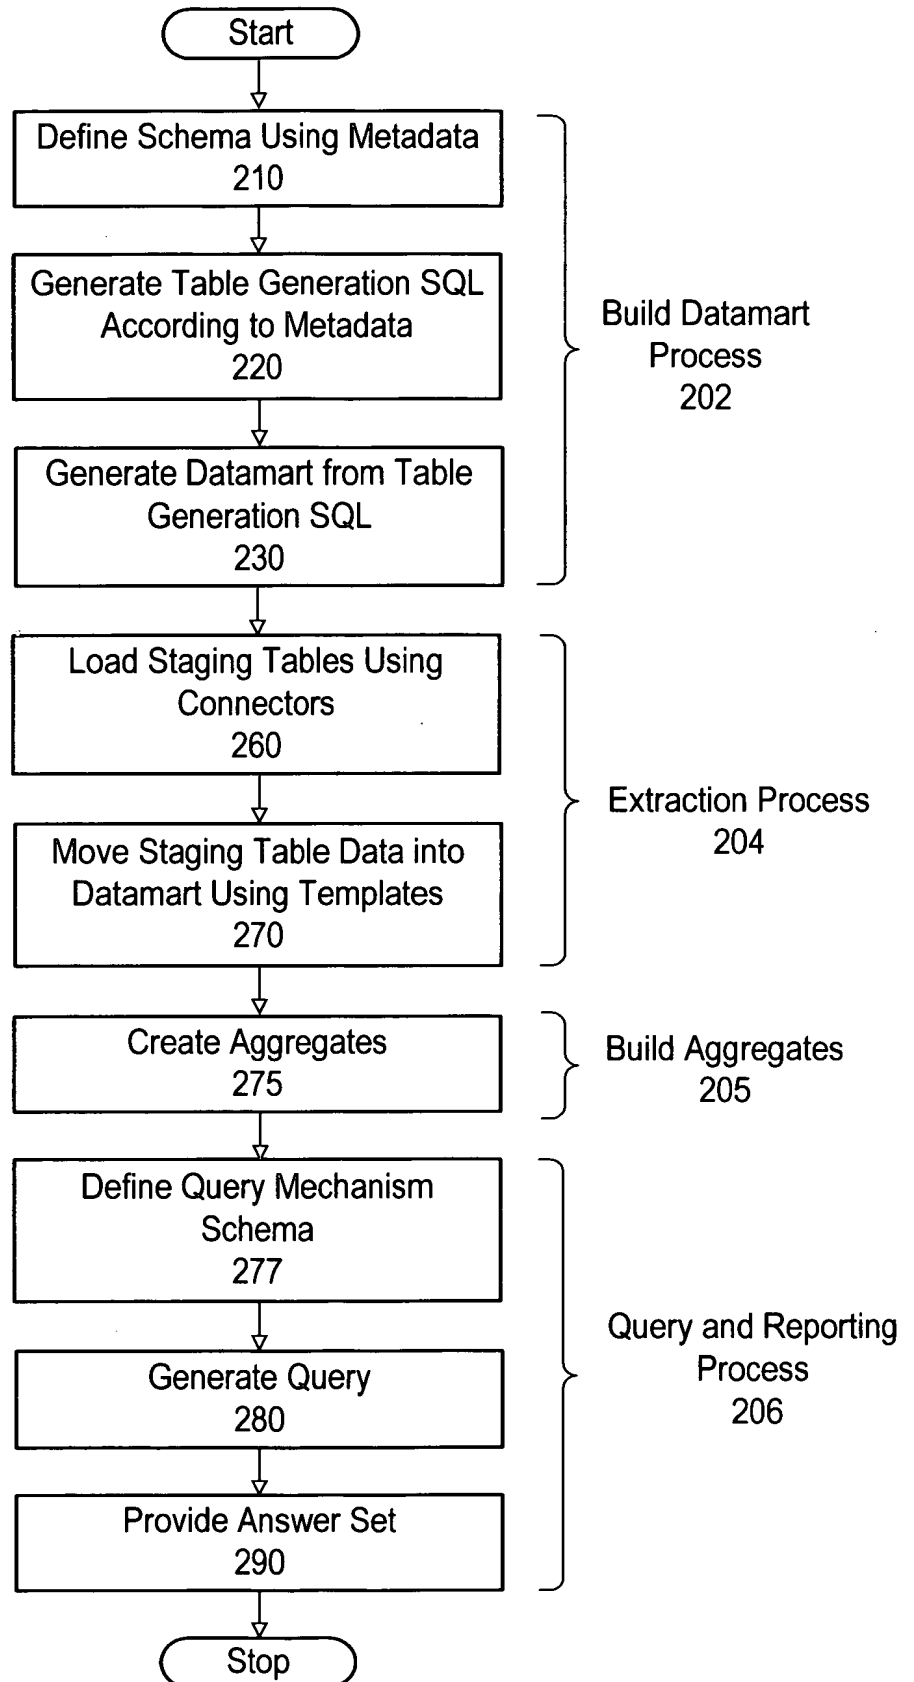 Start
Define Schema Using Metadata
210
Generate Table Generation SQL
According to Metadata
220
Generate Datamart from Table
Generation SQL
230
Build Datamart
Process
202
Load Staging Tables Using
Connectors
260
Move Staging Table Data into
Datamart Using Templates
270
Extraction Process
204
Create Aggregates
275
Build Aggregates
205
Define Query Mechanism
Schema
277
Generate Query
280
Provide Answer Set
290
Query and Reporting
Process
206
Stop